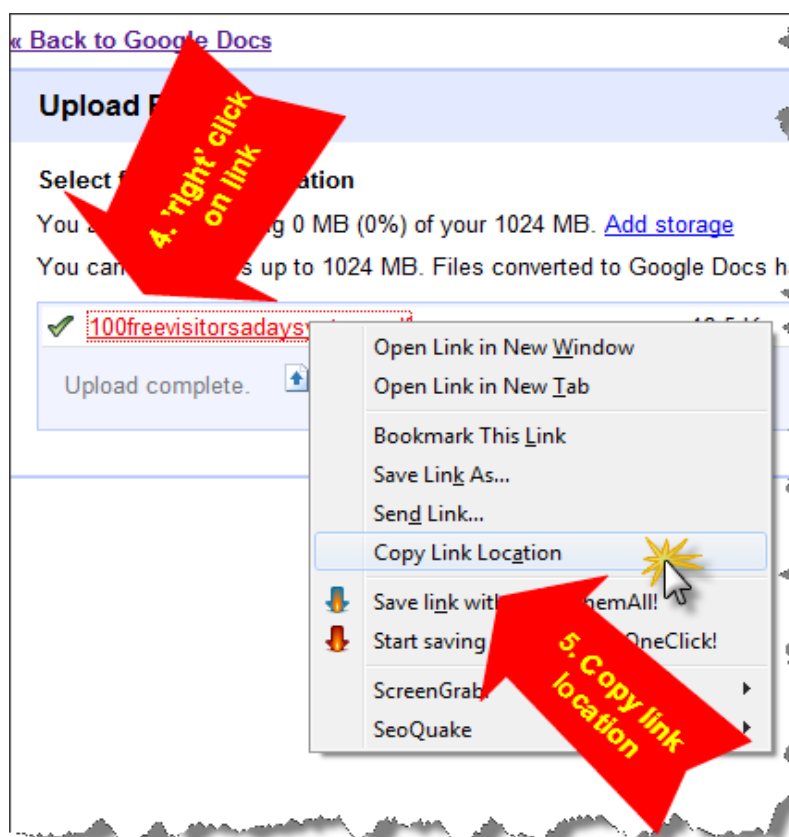 « Back to Google Docs
Upload
Select ation
You g 0 MB (0%) of your 1024 MB. Add storage
You can s up to 1024 MB. Files converted to Google Docs
4. 'right' click
on link
100freevisitorsadaysy
Upload complete.
Open Link in New Window
Open Link in New Tab
Bookmark This Link
Save Link As...
Send Link...
Copy Link Location
Save link with hemAll!
Start saving OneClick!
5. Copy link
location
ScreenGrab
SeoQuake